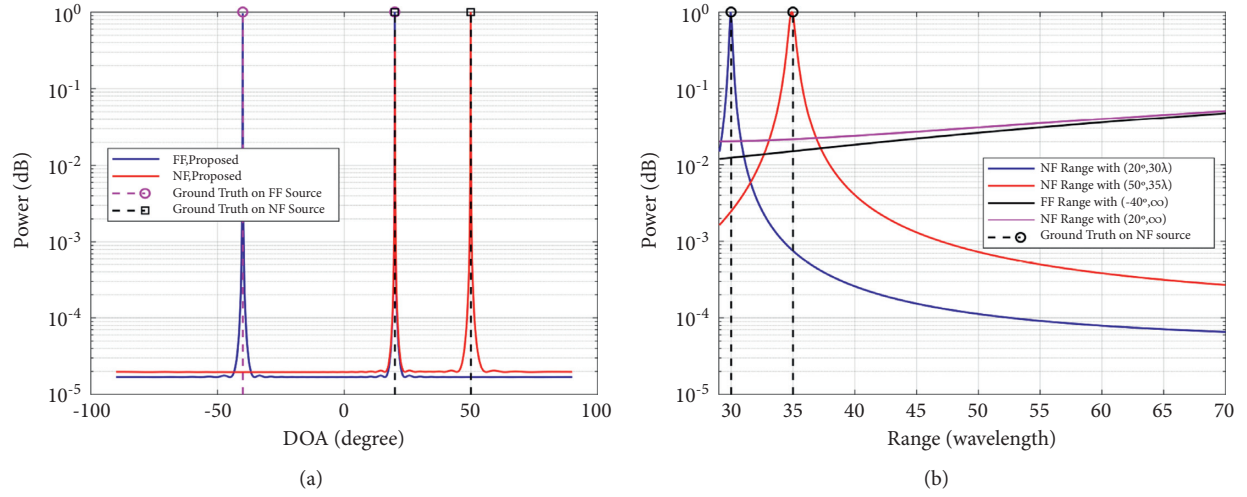 10^0
10^-1
10^-2
10^-3
10^-4
10^-5
Power (dB)
FF,Proposed
NF,Proposed
Ground Truth on FF Source
Ground Truth on NF Source
-100 -50 0 50 100
DOA (degree)
(a)
10^0
10^-1
10^-2
10^-3
10^-4
10^-5
Power (dB)
NF Range with (20º,30λ)
NF Range with (50º,35λ)
FF Range with (-40º,∞)
NF Range with (20º,∞)
Ground Truth on NF source
30 35 40 45 50 55 60 65 70
Range (wavelength)
(b)